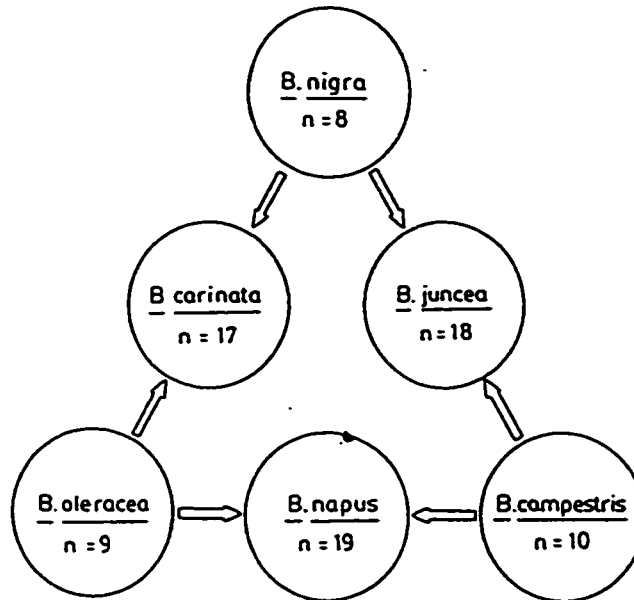 B. nigra
n = 8
B carinata
n = 17
B. juncea
n = 18
B. oleracea
n = 9
B. napus
n = 19
B. campestris
n = 10